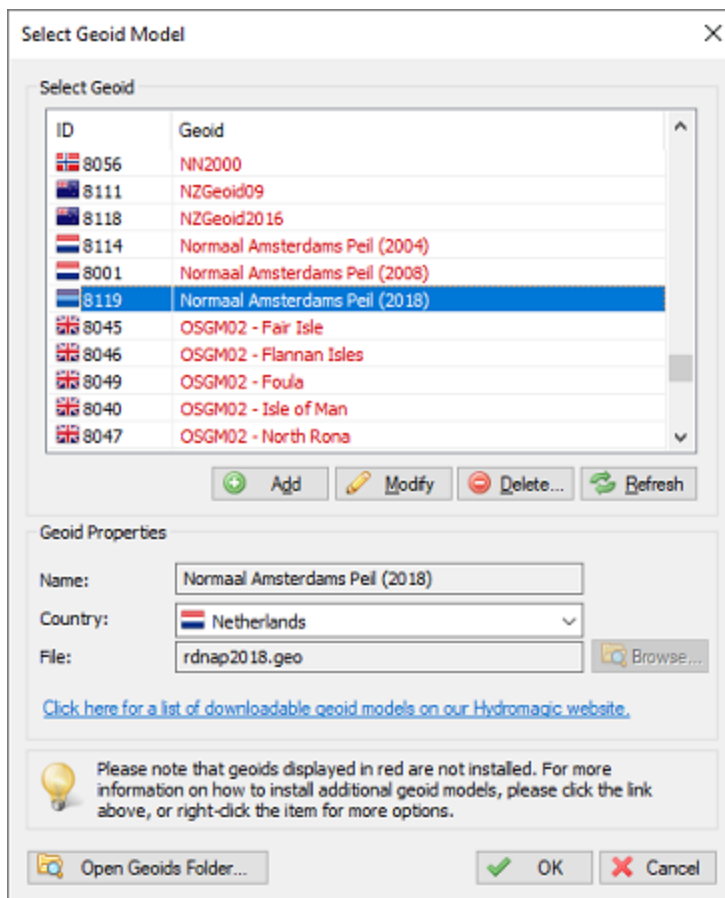 Select Geoid Model
Select Geoid
ID Geoid
8056 NN2000
8111 NZGeoid09
8118 NZGeoid2016
8114 Normaal Amsterdams Peil (2004)
8001 Normaal Amsterdams Peil (2008)
8119 Normaal Amsterdams Peil (2018)
8045 OSGM02 - Fair Isle
8046 OSGM02 - Flannan Isles
8049 OSGM02 - Foula
8040 OSGM02 - Isle of Man
8047 OSGM02 - North Rona
Add Modify Delete... Refresh
Geoid Properties
Name: Normaal Amsterdams Peil (2018)
Country: Netherlands
File: rdnap2018.geo Browse...
Click here for a list of downloadable geoid models on our Hydromagic website.
Please note that geoids displayed in red are not installed. For more
information on how to install additional geoid models, please click the link
above, or right-click the item for more options.
Open Geoids Folder... OK Cancel